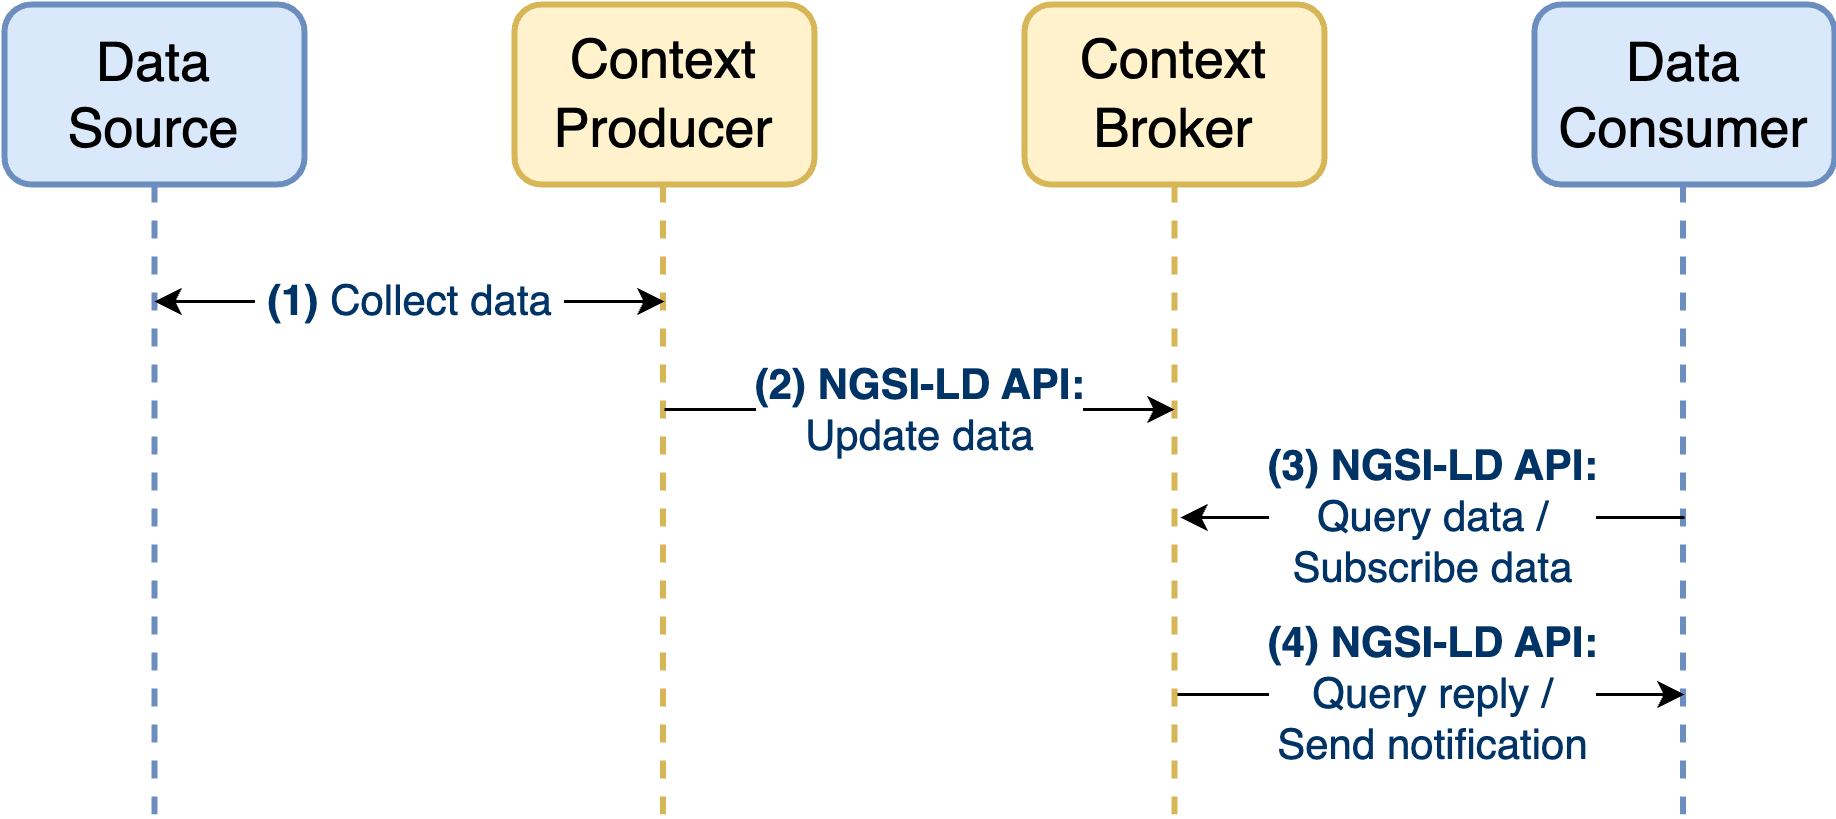 Data
Source
Context
Producer
Context
Broker
Data
Consumer
(1) Collect data
(2) NGSI-LD API:
Update data
(3) NGSI-LD API:
Query data /
Subscribe data
(4) NGSI-LD API:
Query reply /
Send notification